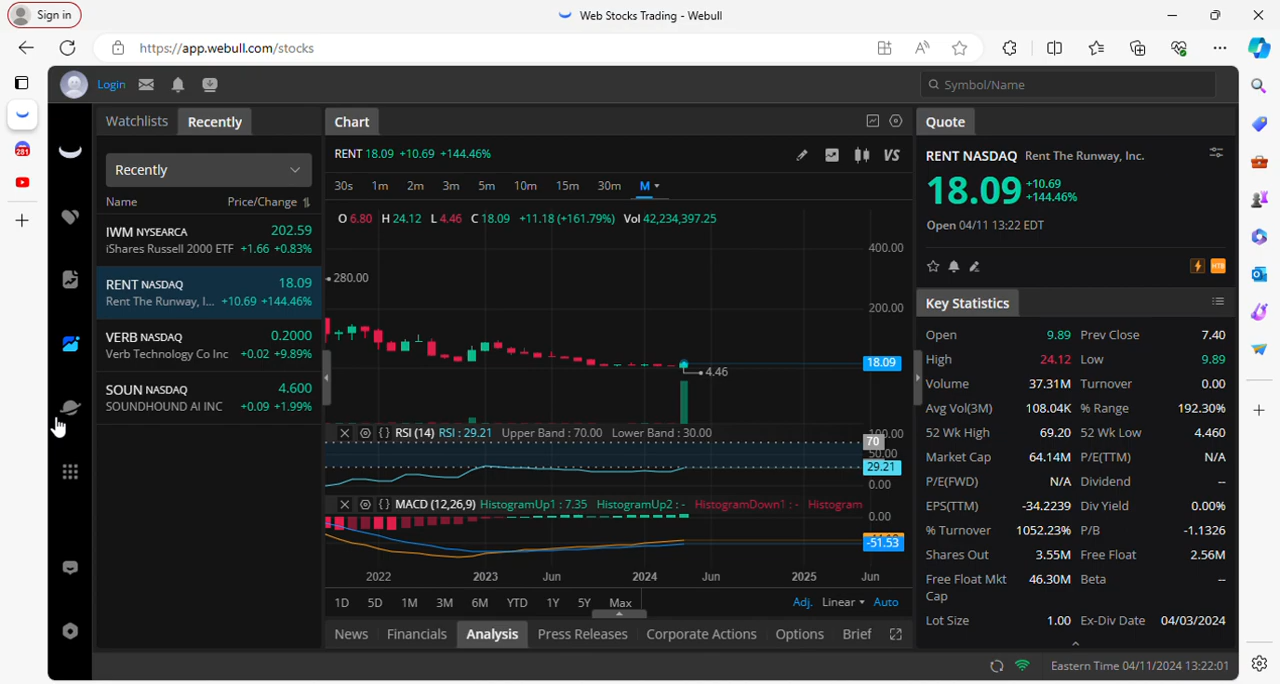 Sign in
Web Stocks Trading - Webull
https://app.webull.com/stocks
281
Login
Symbol/Name
Watchlists Recently
Recently
Name Price/Change
IWM NYSEARCA 202.59
iShares Russell 2000 ETF +1.66 +0.83%
RENT NASDAQ 18.09
Rent The Runway, I... +10.69 +144.46%
VERB NASDAQ 0.2000
Verb Technology Co Inc +0.02 +9.89%
SOUN NASDAQ 4.600
SOUNDHOUND AI INC +0.09 +1.99%
Chart
RENT 18.09 +10.69 +144.46%
VS
30s 1m 2m 3m 5m 10m 15m 30m M
O 6.80 H 24.12 L 4.46 C 18.09 +11.18 (+161.79%) Vol 42,234,397.25
400.00
280.00
200.00
18.09
4.46
RSI (14) RSI : 29.21 Upper Band : 70.00 Lower Band : 30.00
100.00
70
50.00
29.21
0.00
MACD (12,26,9) HistogramUp1 : 7.35 HistogramUp2 : - HistogramDown1 : - Histogram
0.00
-51.53
2022 2023 Jun 2024 Jun 2025 Jun
1D 5D 1M 3M 6M YTD 1Y 5Y Max Adj. Linear Auto
News Financials Analysis Press Releases Corporate Actions Options Brief
Quote
RENT NASDAQ Rent The Runway, Inc.
18.09 +10.69
+144.46%
Open 04/11 13:22 EDT
HTB
Key Statistics
Open 9.89 Prev Close 7.40
High 24.12 Low 9.89
Volume 37.31M Turnover 0.00
Avg Vol(3M) 108.04K % Range 192.30%
52 Wk High 69.20 52 Wk Low 4.460
Market Cap 64.14M P/E(TTM) N/A
P/E(FWD) N/A Dividend --
EPS(TTM) -34.2239 Div Yield 0.00%
% Turnover 1052.23% P/B -1.1326
Shares Out 3.55M Free Float 2.56M
Free Float Mkt Cap 46.30M Beta --
Lot Size 1.00 Ex-Div Date 04/03/2024
Eastern Time 04/11/2024 13:22:01